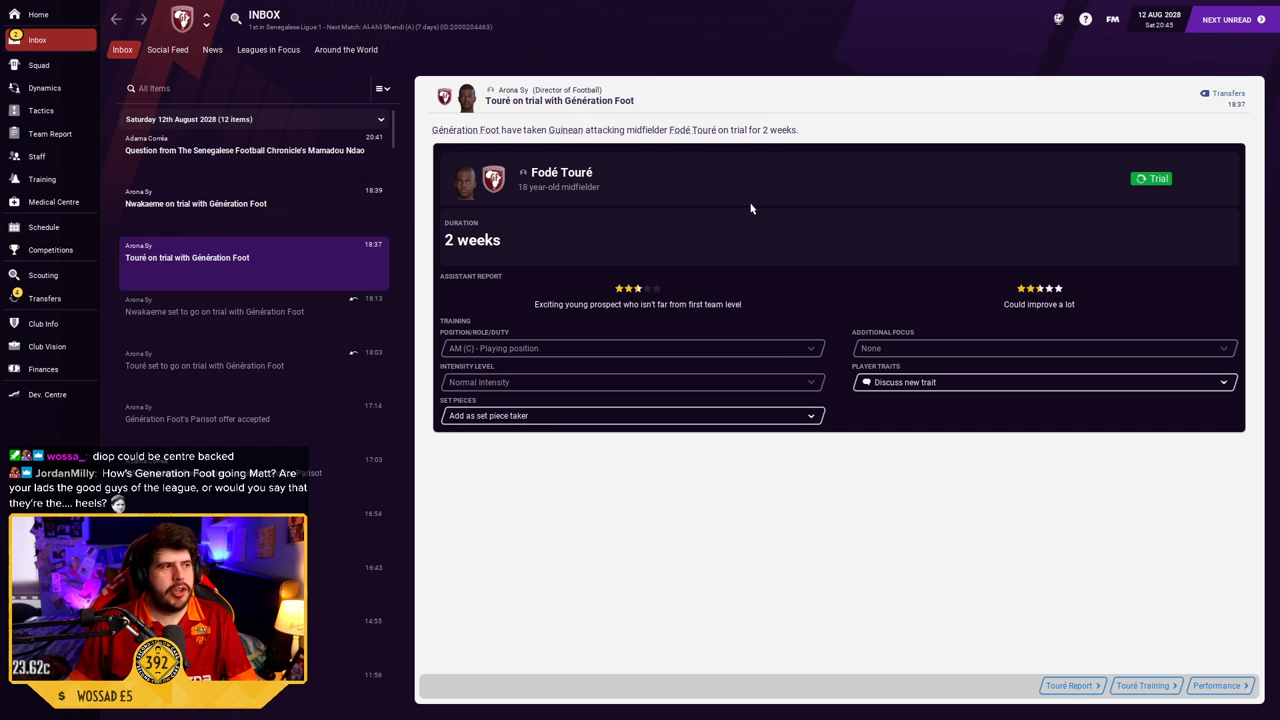 INBOX
1st in Senegalese Ligue 1 - Next Match: Al-Ahli Shendi (A) (7 days) (ID:2000204463)
FM
12 AUG 2028
Sat 20:45
NEXT UNREAD
Home
2
Inbox
Squad
Dynamics
Tactics
Team Report
Staff
Training
Medical Centre
Schedule
Competitions
Scouting
4
Transfers
Club Info
Club Vision
Finances
Dev. Centre
Inbox
Social Feed
News
Leagues in Focus
Around the World
All Items
Saturday 12th August 2028 (12 items)
Adama Corréa
20:41
Question from The Senegalese Football Chronicle's Mamadou Ndao
Arona Sy
18:39
Nwakaeme on trial with Génération Foot
Arona Sy
18:37
Touré on trial with Génération Foot
Arona Sy
18:13
Nwakaeme set to go on trial with Génération Foot
Arona Sy
18:03
Touré set to go on trial with Génération Foot
Arona Sy
17:14
Génération Foot's Parisot offer accepted
17:03
Parisot
16:54
16:43
14:55
11:56
Arona Sy (Director of Football)
Touré on trial with Génération Foot
Transfers
18:37
Génération Foot have taken Guinean attacking midfielder Fodé Touré on trial for 2 weeks.
Fodé Touré
18 year-old midfielder
Trial
DURATION
2 weeks
ASSISTANT REPORT
Exciting young prospect who isn't far from first team level
Could improve a lot
TRAINING
POSITION/ROLE/DUTY
AM (C) - Playing position
ADDITIONAL FOCUS
None
INTENSITY LEVEL
Normal Intensity
PLAYER TRAITS
Discuss new trait
SET PIECES
Add as set piece taker
Touré Report
Touré Training
Performance
wossa_: diop could be centre backed
JordanMilly: How's Generation Foot going Matt? Are
your lads the good guys of the league, or would you say that
they're the.... heels?
23.62c
392
$ WOSSAD £5